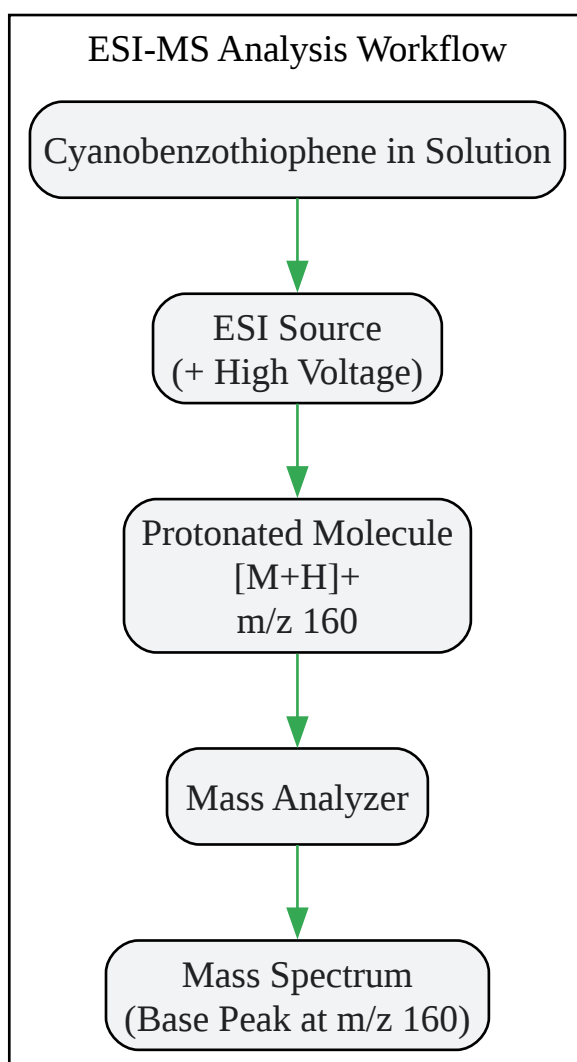 ESI-MS Analysis Workflow
Cyanobenzothiophene in Solution
ESI Source
(+ High Voltage)
Protonated Molecule
[M+H]+
m/z 160
Mass Analyzer
Mass Spectrum
(Base Peak at m/z 160)